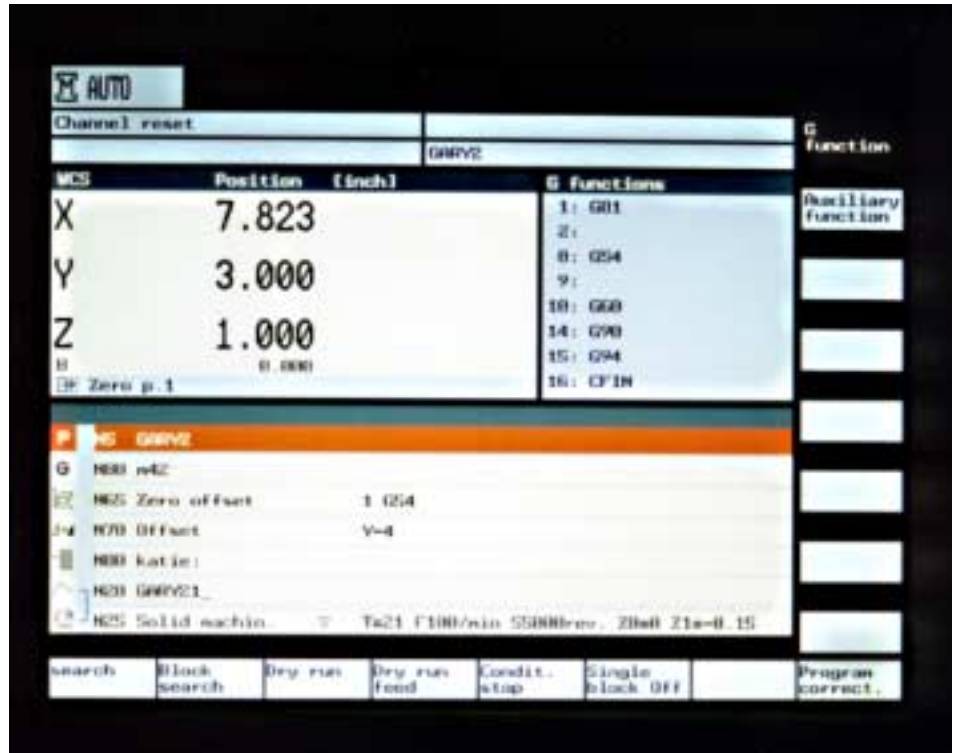 AUTO
Channel reset
GARY2
G function
MCS Position [inch]
X 7.823
Y 3.000
Z 1.000
B 0.000
Zero p.1
G functions
1: G01
2:
8: G54
9:
10: G60
14: G90
15: G94
16: CFIN
Auxiliary function
P N5 GARY2
G m42
N65 Zero offset 1 G54
N70 Offset Y=4
katie:
N20 GARY21_
N25 Solid machin. T=21 F100/min S5000rev. Z0=0 Z1=-0.15
search
Block search
Dry run
Dry run feed
Condit. stop
Single block Off
Program correct.